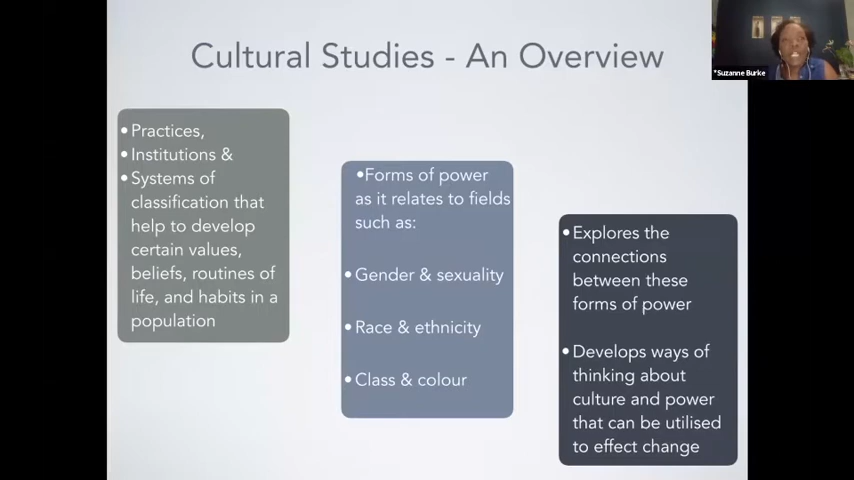 Cultural Studies - An Overview
*Suzanne Burke
•Practices,
•Institutions &
•Systems of
classification that
help to develop
certain values,
beliefs, routines of
life, and habits in a
population
•Forms of power
as it relates to fields
such as:
•Gender & sexuality
•Race & ethnicity
•Class & colour
•Explores the
connections
between these
forms of power
•Develops ways of
thinking about
culture and power
that can be utilised
to effect change